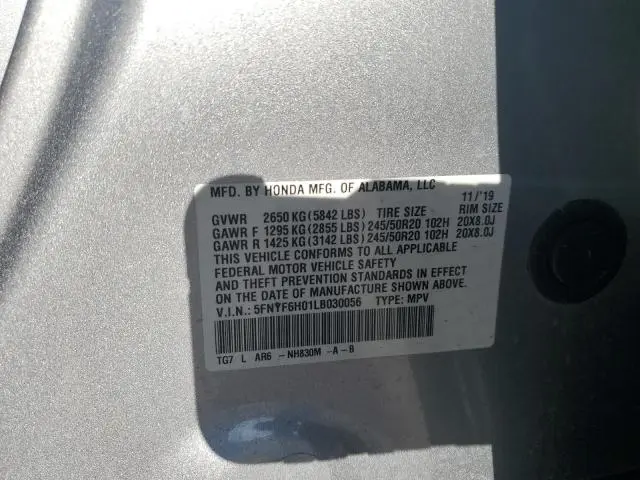 MFD. BY HONDA MFG. OF ALABAMA, LLC
11/'19
GVWR 2650 KG (5842 LBS) TIRE SIZE RIM SIZE
GAWR F 1295 KG (2855 LBS) 245/50R20 102H 20X8.0J
GAWR R 1425 KG (3142 LBS) 245/50R20 102H 20X8.0J
THIS VEHICLE CONFORMS TO ALL APPLICABLE
FEDERAL MOTOR VEHICLE SAFETY
AND THEFT PREVENTION STANDARDS IN EFFECT
ON THE DATE OF MANUFACTURE SHOWN ABOVE.
V.I.N.: 5FNYF6H01LB030056 TYPE: MPV
TG7 L AR6 -NH830M -A-B